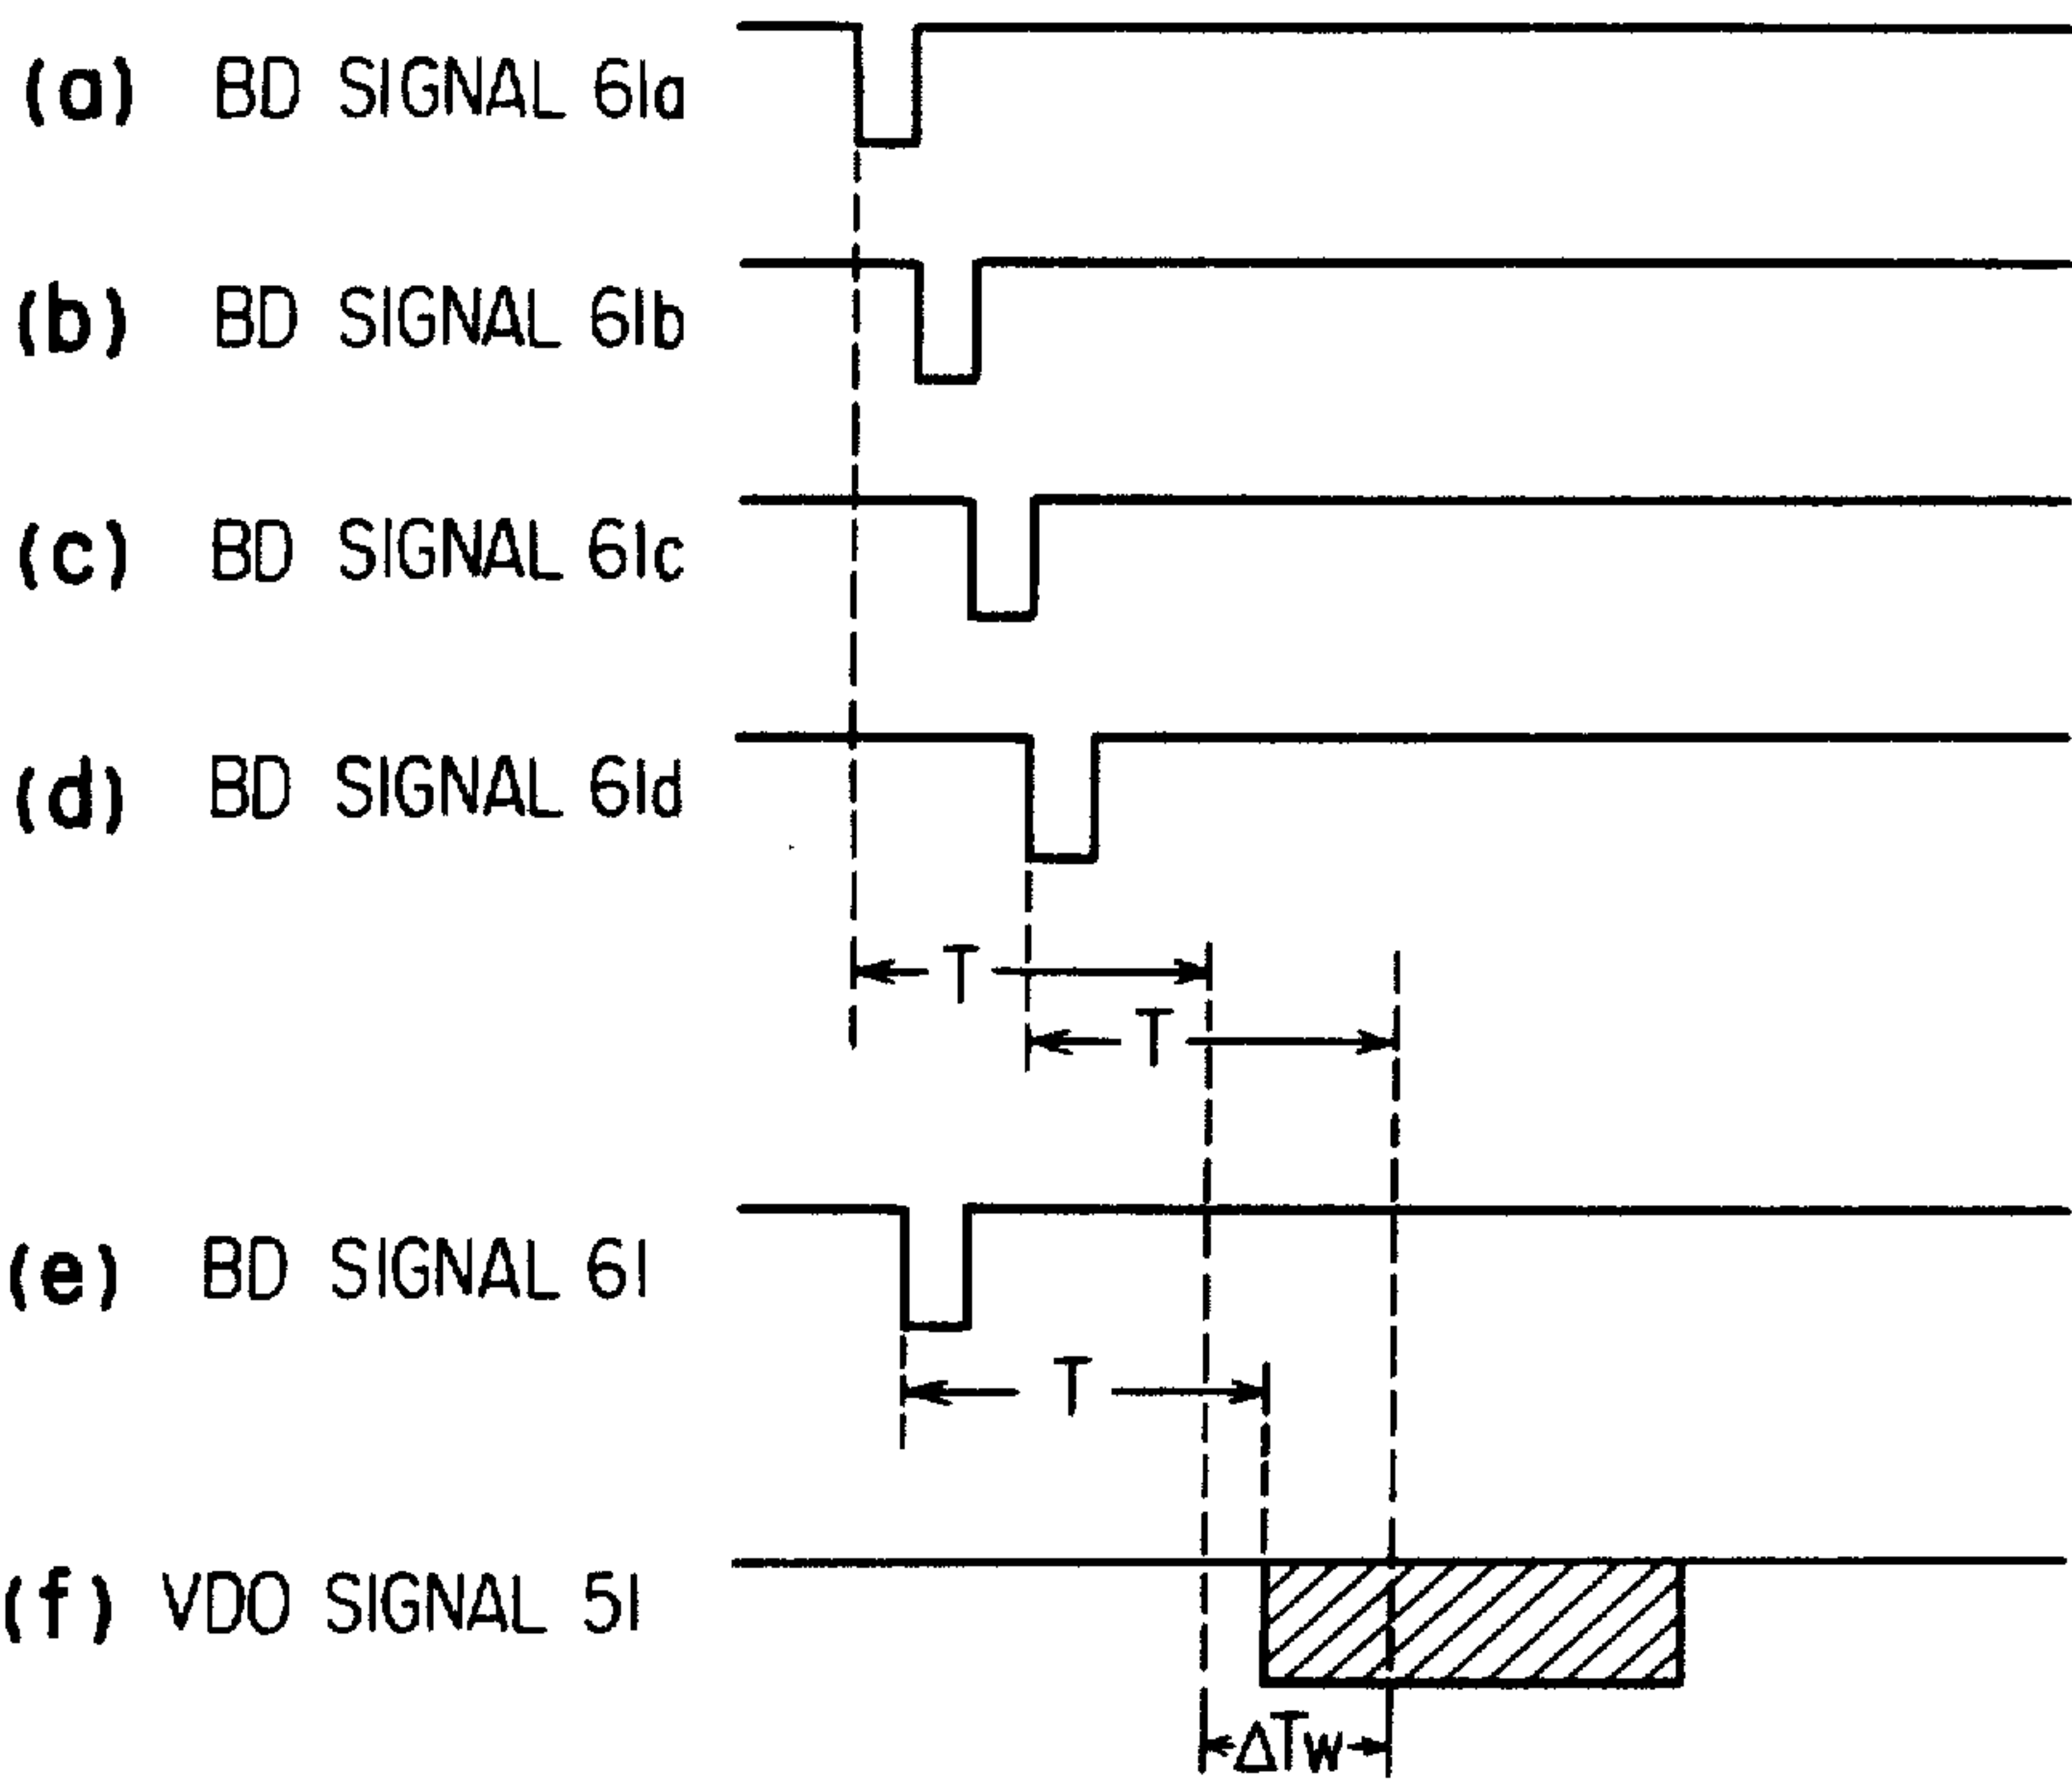 (a) BD SIGNAL 61a
(b) BD SIGNAL 61b
(c) BD SIGNAL 61c
(d) BD SIGNAL 61d
T
T
(e) BD SIGNAL 61
T
(f) VDO SIGNAL 51
ΔTW